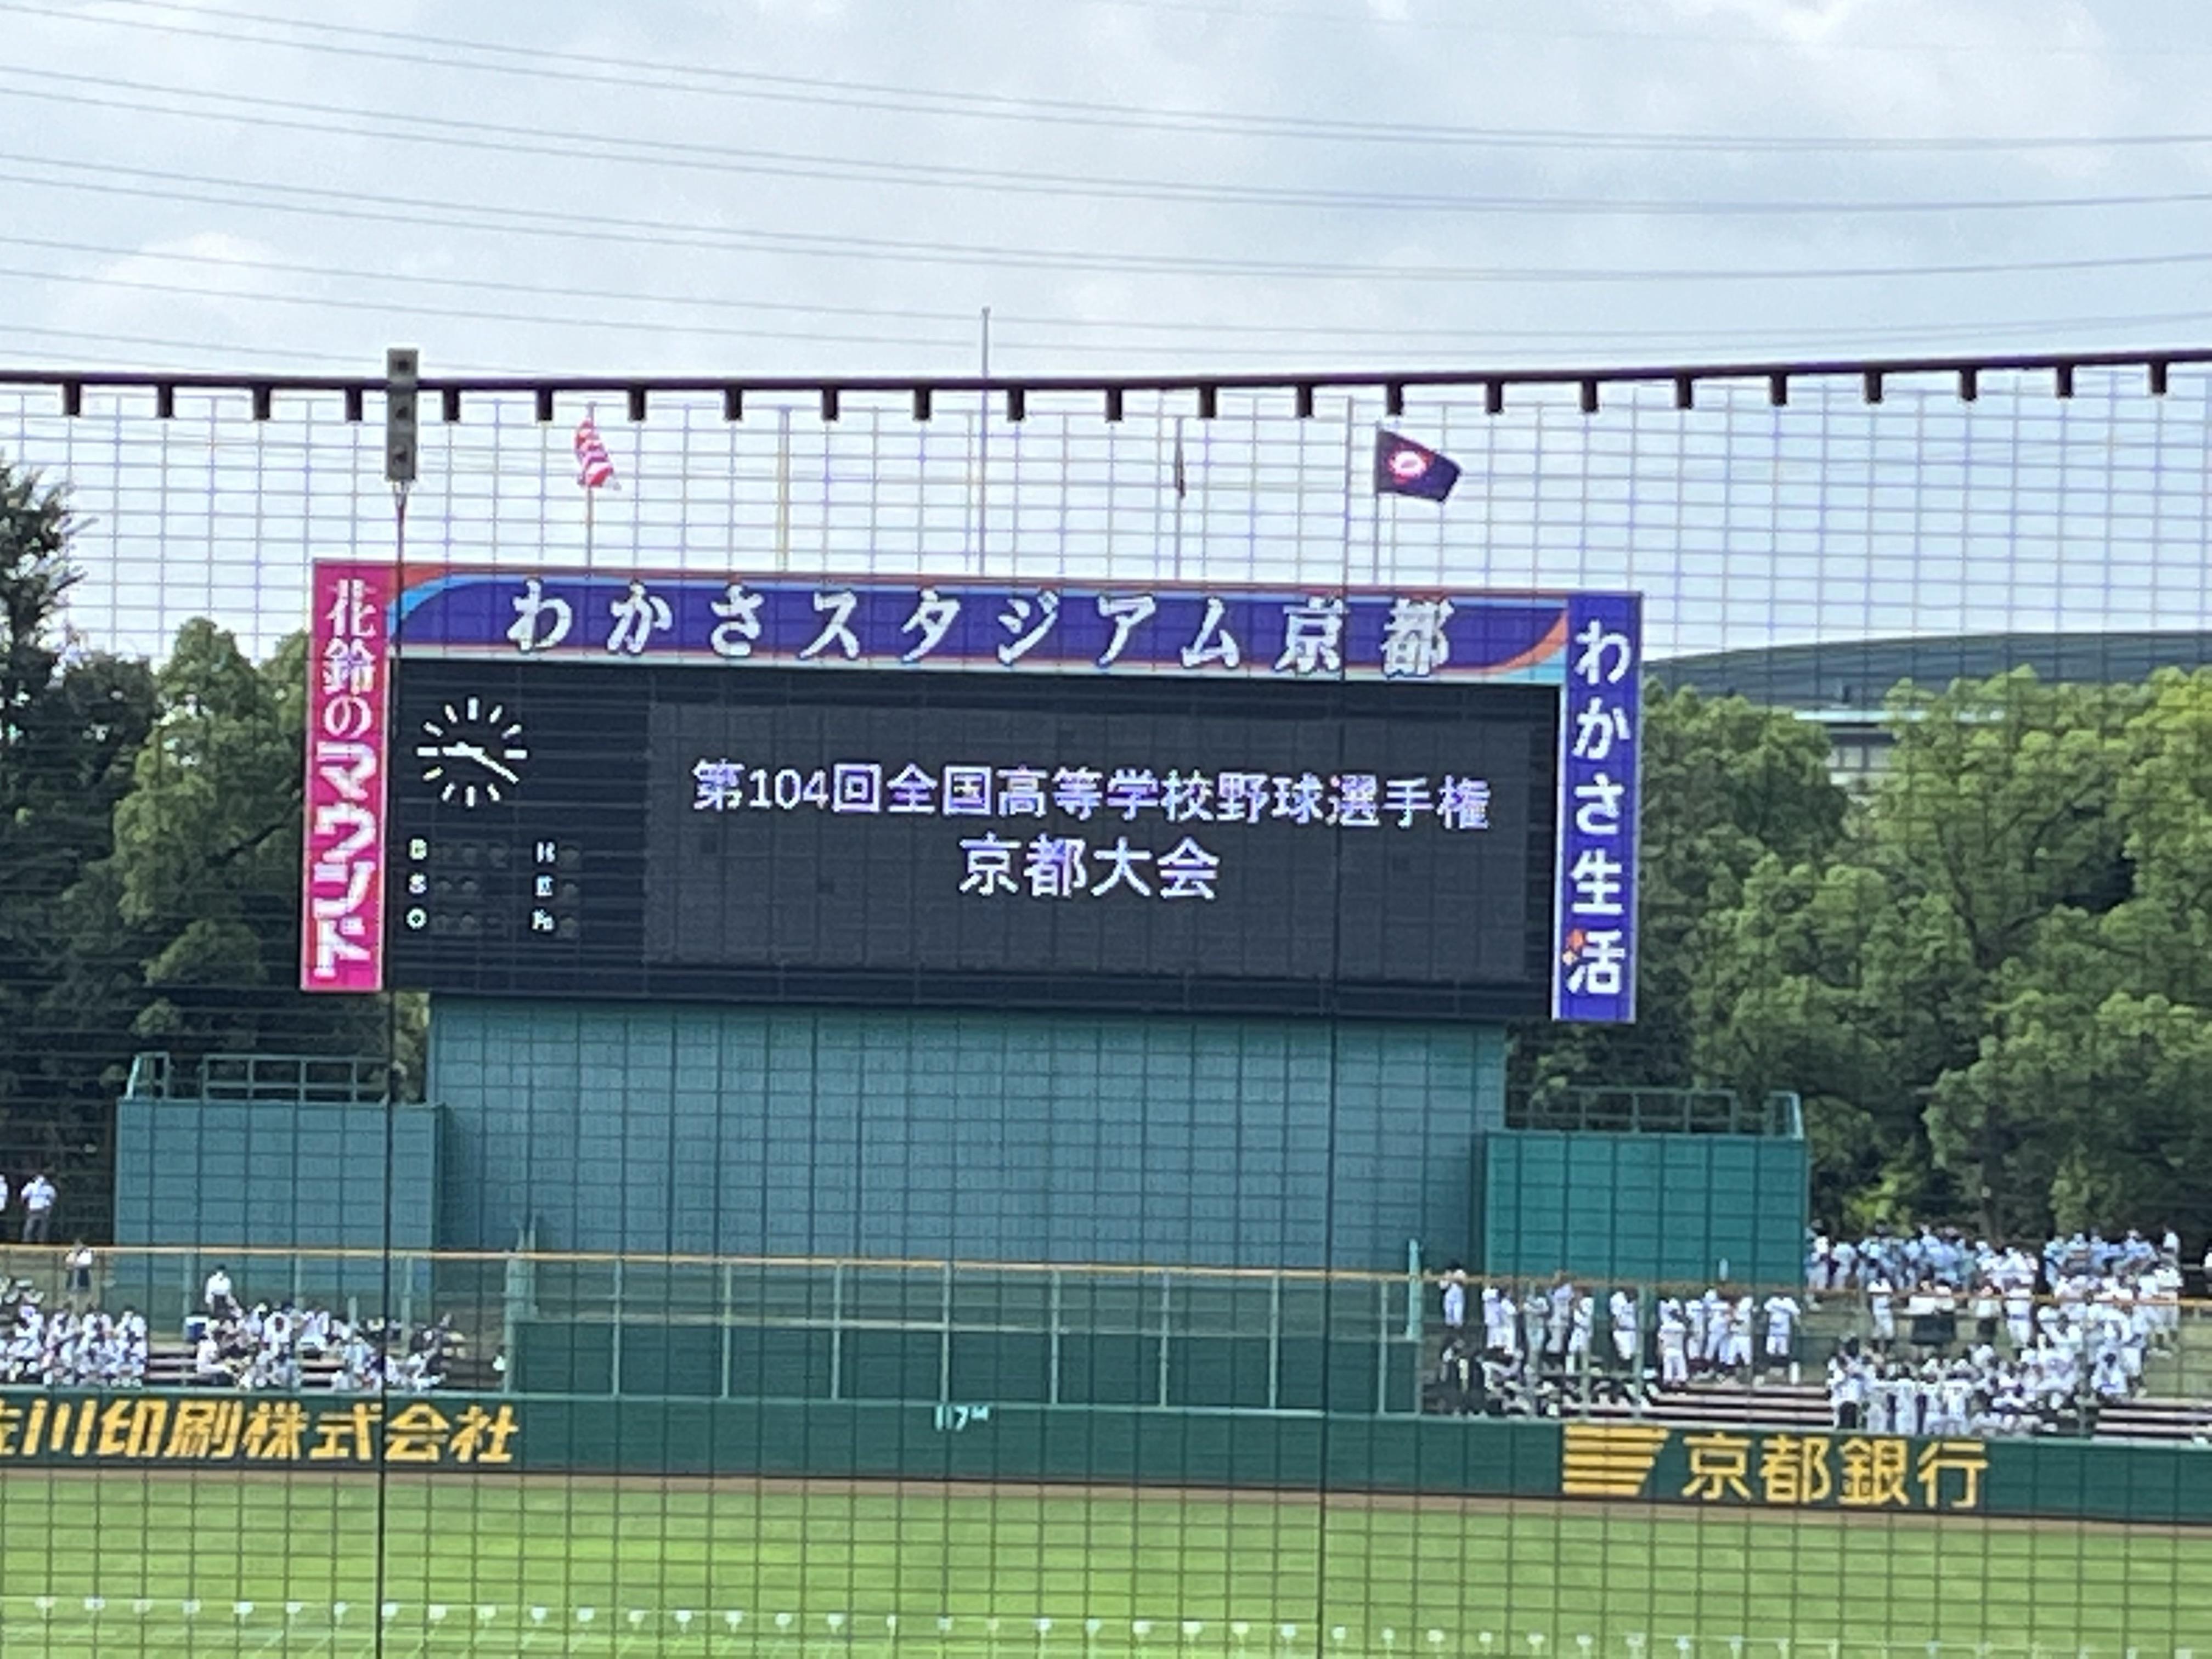 わかさスタジアム京都
花鈴のマウンド
わかさ生活
第104回全国高等学校野球選手権
京都大会
B
S
O
H
E
Fc
川印刷株式会社
117m
京都銀行